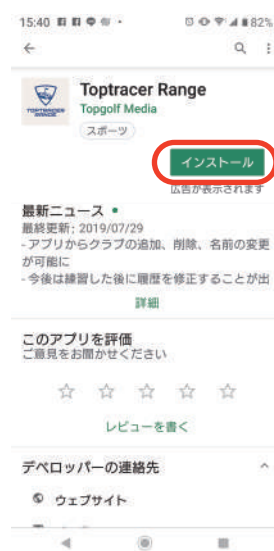 15:40
82%
Toptracer Range
Topgolf Media
TOPTRACER
RANGE
スポーツ
インストール
広告が表示されます
最新ニュース •
最終更新: 2019/07/29
- アプリからクラブの追加、削除、名前の変更
が可能に
- 今後は練習した後に履歴を修正することが出
詳細
このアプリを評価
ご意見をお聞かせください
レビューを書く
デベロッパーの連絡先
ウェブサイト